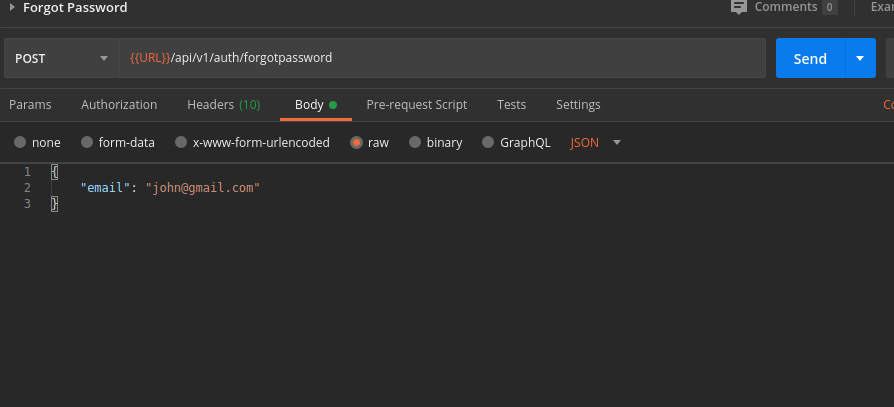 Forgot Password
Comments 0
Exan
POST {{URL}}/api/v1/auth/forgotpassword Send
Params Authorization Headers (10) Body Pre-request Script Tests Settings Co
none form-data x-www-form-urlencoded raw binary GraphQL JSON
1 {
2 "email": "john@gmail.com"
3 }